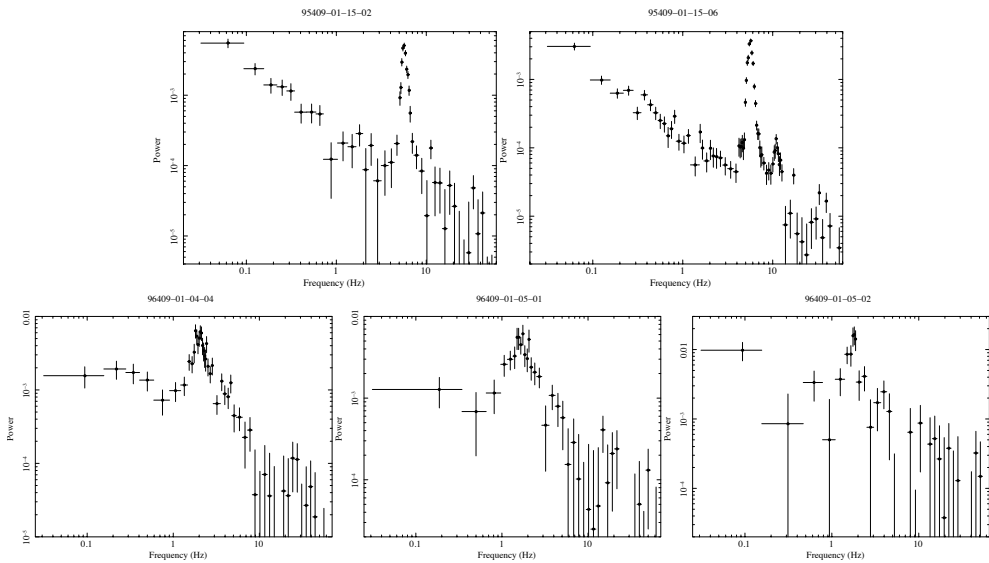 95409−01−15−02
Power
10⁻³
10⁻⁴
10⁻⁵
0.1 1 10
Frequency (Hz)
95409−01−15−06
Power
10⁻³
10⁻⁴
10⁻⁵
0.1 1 10
Frequency (Hz)
96409−01−04−04
Power
0.01
10⁻³
10⁻⁴
10⁻⁵
0.1 1 10
Frequency (Hz)
96409−01−05−01
Power
0.01
10⁻³
10⁻⁴
0.1 1 10
Frequency (Hz)
96409−01−05−02
Power
0.01
10⁻³
10⁻⁴
0.1 1 10
Frequency (Hz)